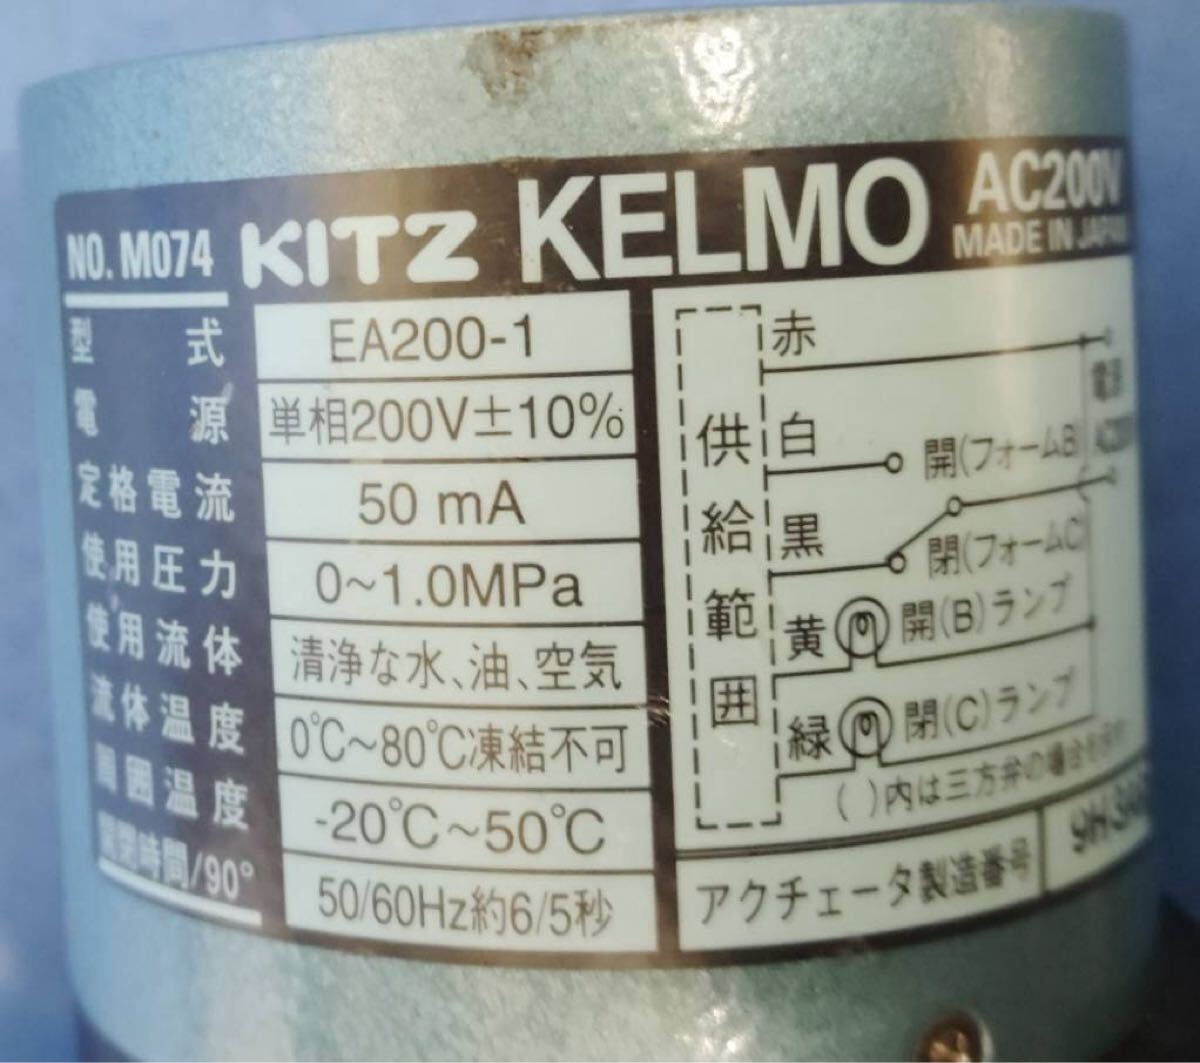 NO. M074 KITZ KELMO AC200V
MADE IN JAPAN
型式 EA200-1
電源 単相200V±10%
定格電流 50 mA
使用圧力 0~1.0MPa
使用流体 清浄な水、油、空気
流体温度 0℃~80℃凍結不可
周囲温度 -20℃~50℃
開閉時間/90° 50/60Hz約6/5秒
供給範囲
赤
電源
白 開(フォームB)
黒 閉(フォームC)
黄 開(B)ランプ
緑 閉(C)ランプ
( )内は三方弁の場合を
アクチェータ製造番号